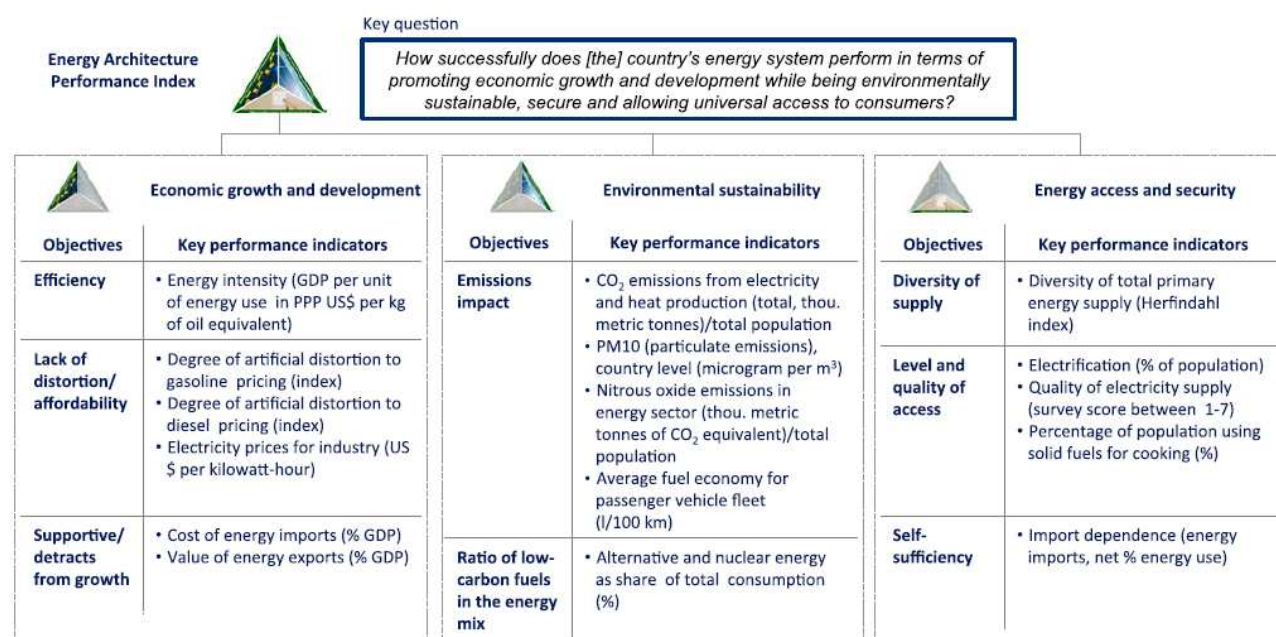 Key question
Energy Architecture
Performance Index
How successfully does [the] country's energy system perform in terms of
promoting economic growth and development while being environmentally
sustainable, secure and allowing universal access to consumers?
Economic growth and development
Objectives
Key performance indicators
Efficiency
• Energy intensity (GDP per unit
of energy use in PPP US$ per kg
of oil equivalent)
Lack of
distortion/
affordability
• Degree of artificial distortion to
gasoline pricing (index)
• Degree of artificial distortion to
diesel pricing (index)
• Electricity prices for industry (US
$ per kilowatt-hour)
Supportive/
detracts
from growth
• Cost of energy imports (% GDP)
• Value of energy exports (% GDP)
Environmental sustainability
Objectives
Key performance indicators
Emissions
impact
• CO₂ emissions from electricity
and heat production (total, thou.
metric tonnes)/total population
• PM10 (particulate emissions),
country level (microgram per m³)
• Nitrous oxide emissions in
energy sector (thou. metric
tonnes of CO₂ equivalent)/total
population
• Average fuel economy for
passenger vehicle fleet
(l/100 km)
Ratio of low-
carbon fuels
in the energy
mix
• Alternative and nuclear energy
as share of total consumption
(%)
Energy access and security
Objectives
Key performance indicators
Diversity of
supply
• Diversity of total primary
energy supply (Herfindahl
index)
Level and
quality of
access
• Electrification (% of population)
• Quality of electricity supply
(survey score between 1-7)
• Percentage of population using
solid fuels for cooking (%)
Self-
sufficiency
• Import dependence (energy
imports, net % energy use)